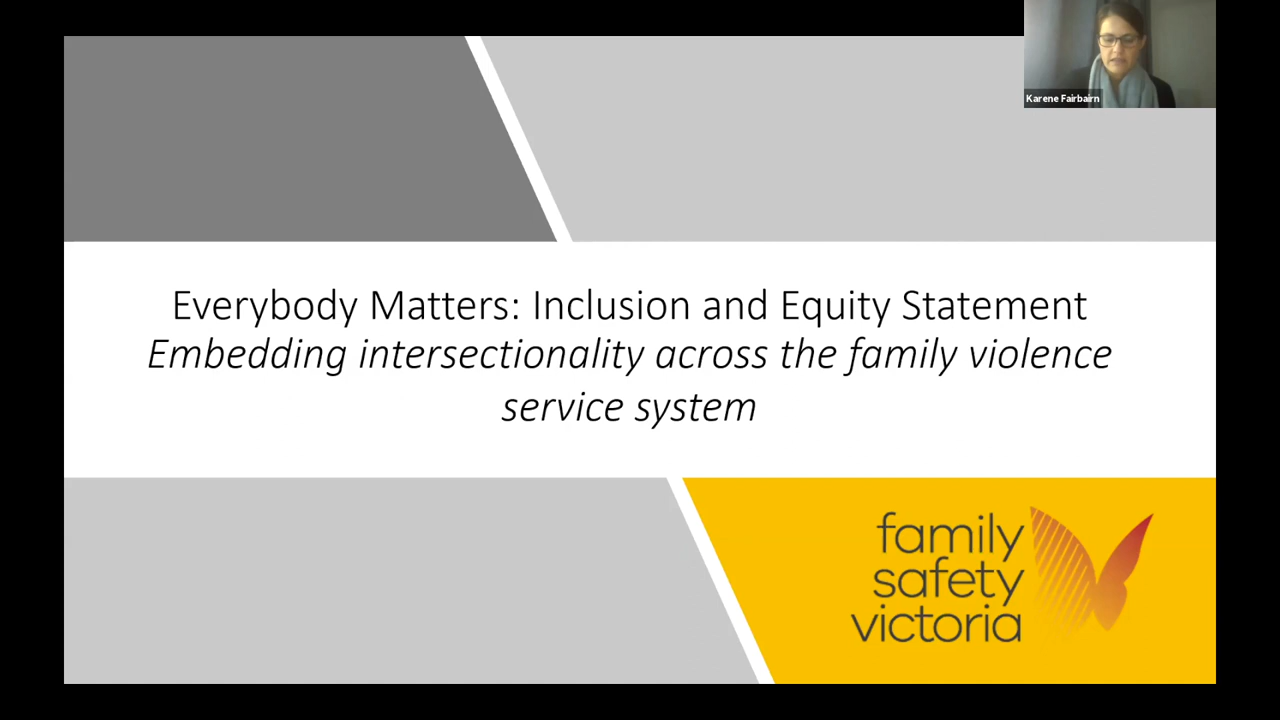 Karene Fairbairn
Everybody Matters: Inclusion and Equity Statement
Embedding intersectionality across the family violence
service system
family
safety
victoria